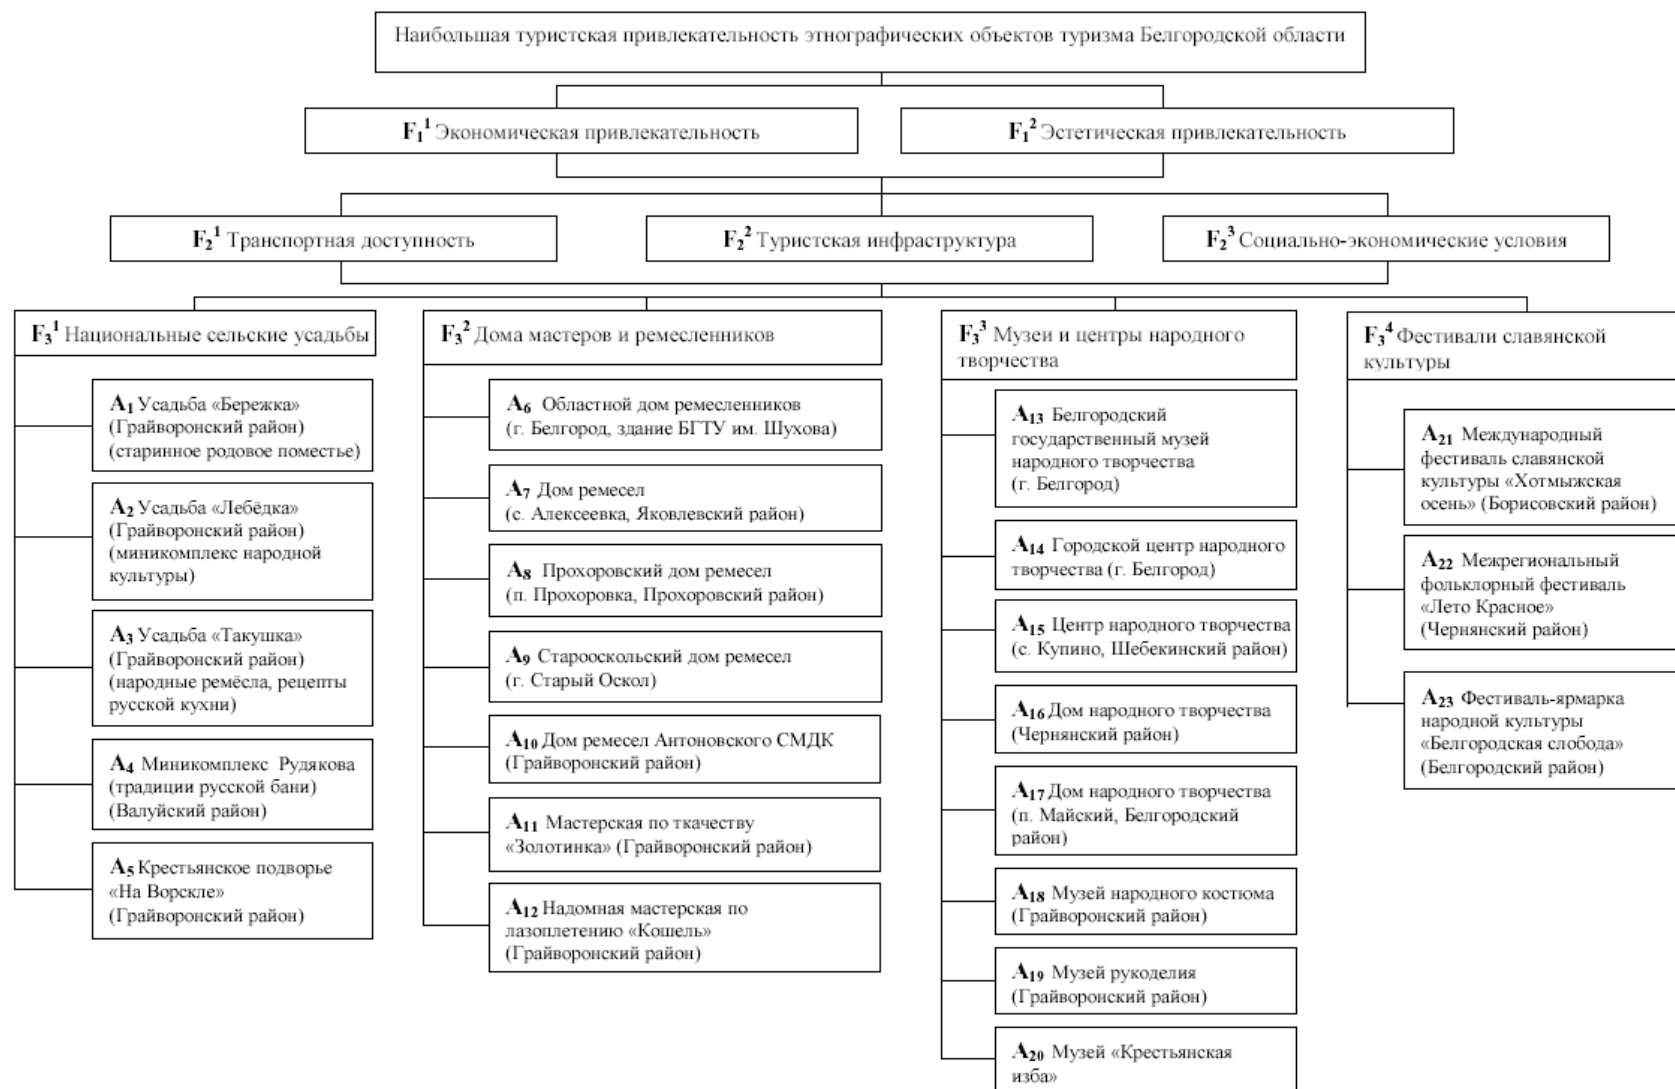 Наибольшая туристская привлекательность этнографических объектов туризма Белгородской области
F₁¹ Экономическая привлекательность
F₁² Эстетическая привлекательность
F₂¹ Транспортная доступность
F₂² Туристская инфраструктура
F₂³ Социально-экономические условия
F₃¹ Национальные сельские усадьбы
A₁ Усадьба «Бережка»
(Грайворонский район)
(старинное родовое поместье)
A₂ Усадьба «Лебёдка»
(Грайворонский район)
(миникомплекс народной
культуры)
A₃ Усадьба «Такушка»
(Грайворонский район)
(народные ремёсла, рецепты
русской кухни)
A₄ Миникомплекс Рудякова
(традиции русской бани)
(Валуйский район)
A₅ Крестьянское подворье
«На Ворскле»
(Грайворонский район)
F₃² Дома мастеров и ремесленников
A₆ Областной дом ремесленников
(г. Белгород, здание БГТУ им. Шухова)
A₇ Дом ремесел
(с. Алексеевка, Яковлевский район)
A₈ Прохоровский дом ремесел
(п. Прохоровка, Прохоровский район)
A₉ Старооскольский дом ремесел
(г. Старый Оскол)
A₁₀ Дом ремесел Антоновского СМДК
(Грайворонский район)
A₁₁ Мастерская по ткачеству
«Золотинка» (Грайворонский район)
A₁₂ Надомная мастерская по
лазоплетению «Кошель»
(Грайворонский район)
F₃³ Музеи и центры народного
творчества
A₁₃ Белгородский
государственный музей
народного творчества
(г. Белгород)
A₁₄ Городской центр народного
творчества (г. Белгород)
A₁₅ Центр народного творчества
(с. Купино, Шебекинский район)
A₁₆ Дом народного творчества
(Чернянский район)
A₁₇ Дом народного творчества
(п. Майский, Белгородский
район)
A₁₈ Музей народного костюма
(Грайворонский район)
A₁₉ Музей рукоделия
(Грайворонский район)
A₂₀ Музей «Крестьянская
изба»
F₃⁴ Фестивали славянской
культуры
A₂₁ Международный
фестиваль славянской
культуры «Хотмыжская
осень» (Борисовский район)
A₂₂ Межрегиональный
фольклорный фестиваль
«Лето Красное»
(Чернянский район)
A₂₃ Фестиваль-ярмарка
народной культуры
«Белгородская слобода»
(Белгородский район)